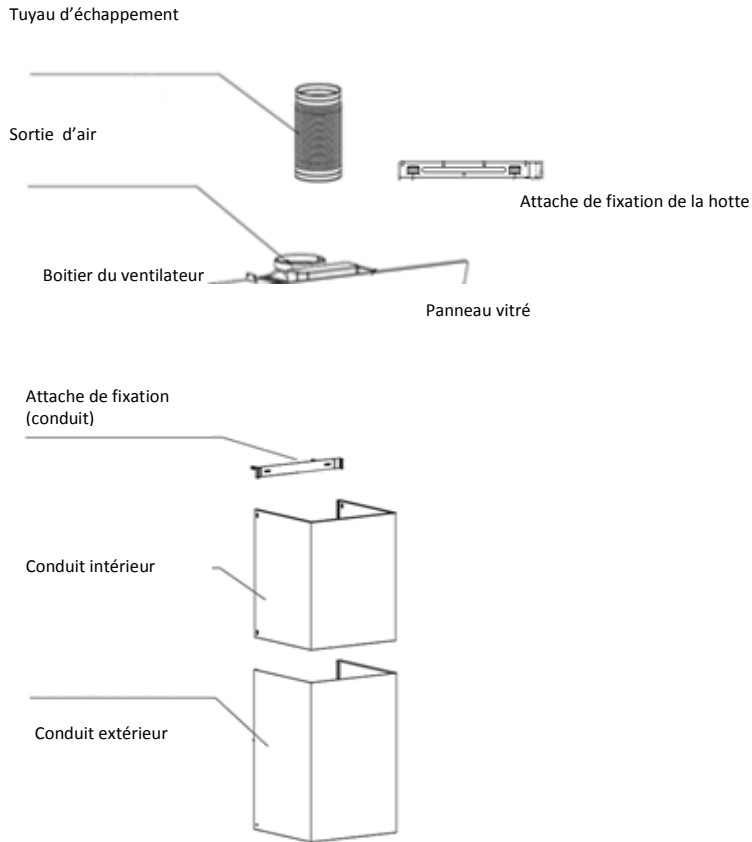 Tuyau d’échappement
Sortie d’air
Attache de fixation de la hotte
Boitier du ventilateur
Panneau vitré
Attache de fixation
(conduit)
Conduit intérieur
Conduit extérieur